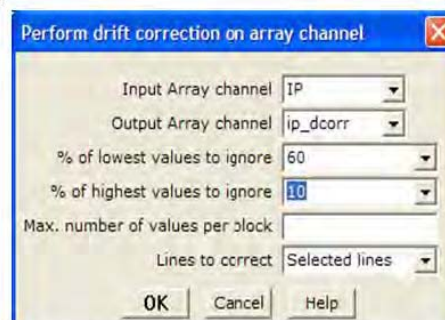 Perform drift correction on array channel
Input Array channel IP
Output Array channel ip_dcorr
% of lowest values to ignore 60
% of highest values to ignore 10
Max. number of values per block
Lines to correct Selected lines
OK Cancel Help